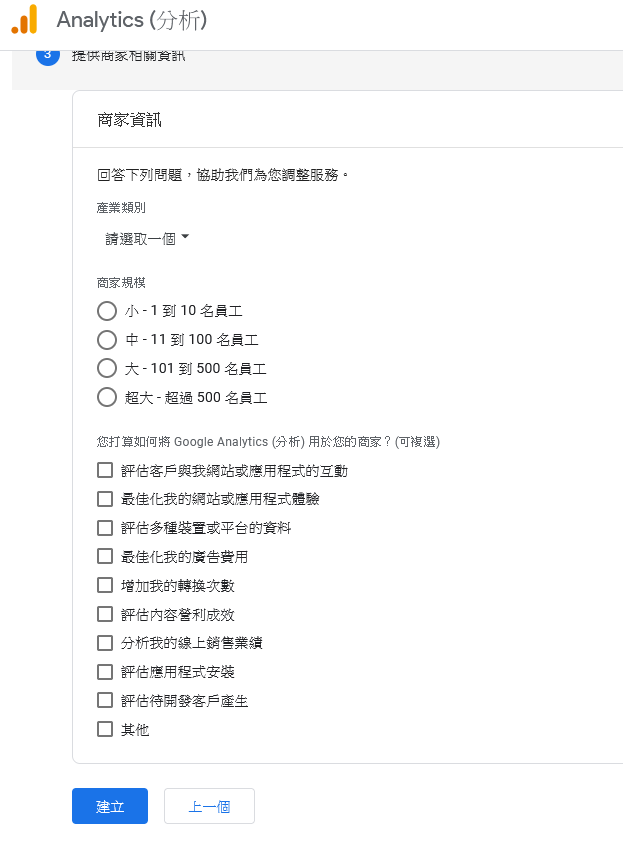 Analytics (分析)
3 提供商家相關資訊
商家資訊
回答下列問題，協助我們為您調整服務。
產業類別
請選取一個
商家規模
小 - 1 到 10 名員工
中 - 11 到 100 名員工
大 - 101 到 500 名員工
超大 - 超過 500 名員工
您打算如何將 Google Analytics (分析) 用於您的商家？(可複選)
評估客戶與我網站或應用程式的互動
最佳化我的網站或應用程式體驗
評估多種裝置或平台的資料
最佳化我的廣告費用
增加我的轉換次數
評估內容營利成效
分析我的線上銷售業績
評估應用程式安裝
評估待開發客戶產生
其他
建立 上一個